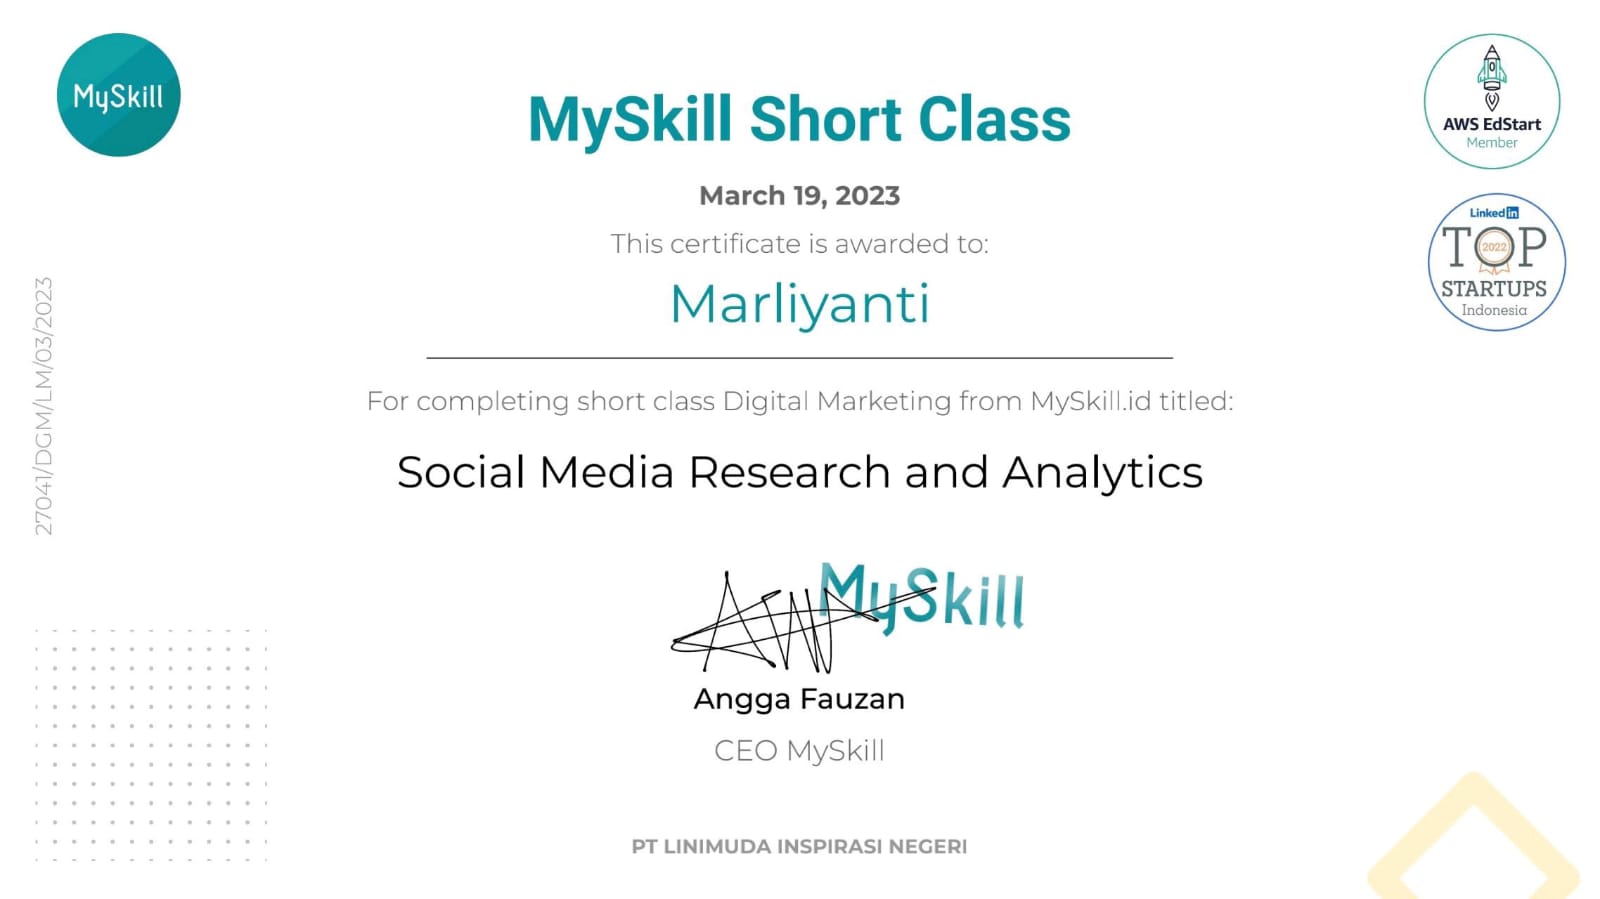 MySkill
MySkill Short Class
AWS EdStart
Member
March 19, 2023
Linked in
TOP
2022
STARTUPS
Indonesia
This certificate is awarded to:
Marliyanti
For completing short class Digital Marketing from MySkill.id titled:
Social Media Research and Analytics
27041/DGM/LM/03/2023
MySkill
Angga Fauzan
CEO MySkill
PT LINIMUDA INSPIRASI NEGERI